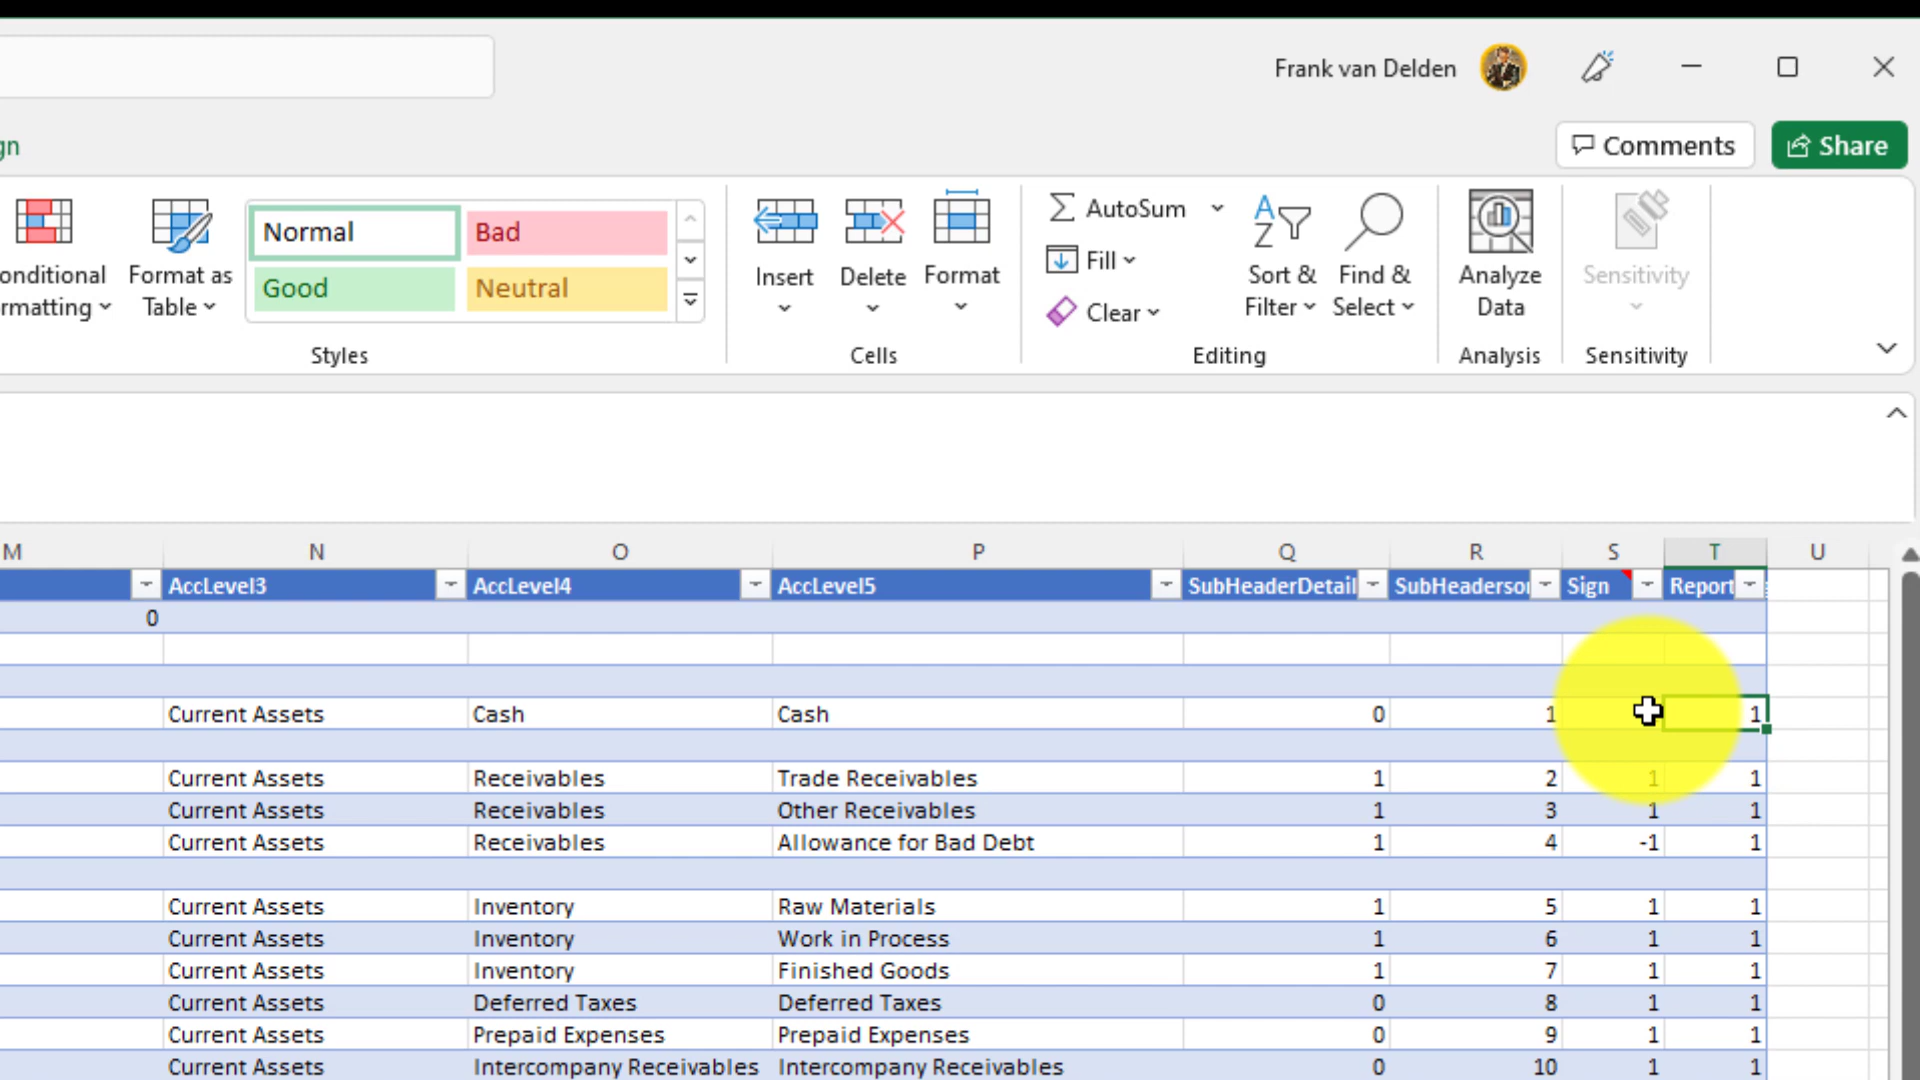 Frank van Delden
gn
Comments
Share
onditional
rmatting
Format as
Table
Normal
Bad
Good
Neutral
Insert
Delete
Format
AutoSum
Fill
Clear
Sort &
Filter
Find &
Select
Analyze
Data
Sensitivity
Styles
Cells
Editing
Analysis
Sensitivity
M N O P Q R S T U
AccLevel3 AccLevel4 AccLevel5 SubHeaderDetail SubHeadersor Sign Report
0
Current Assets Cash Cash 0 1 1
Current Assets Receivables Trade Receivables 1 2 1 1
Current Assets Receivables Other Receivables 1 3 1 1
Current Assets Receivables Allowance for Bad Debt 1 4 -1 1
Current Assets Inventory Raw Materials 1 5 1 1
Current Assets Inventory Work in Process 1 6 1 1
Current Assets Inventory Finished Goods 1 7 1 1
Current Assets Deferred Taxes Deferred Taxes 0 8 1 1
Current Assets Prepaid Expenses Prepaid Expenses 0 9 1 1
Current Assets Intercompany Receivables Intercompany Receivables 0 10 1 1